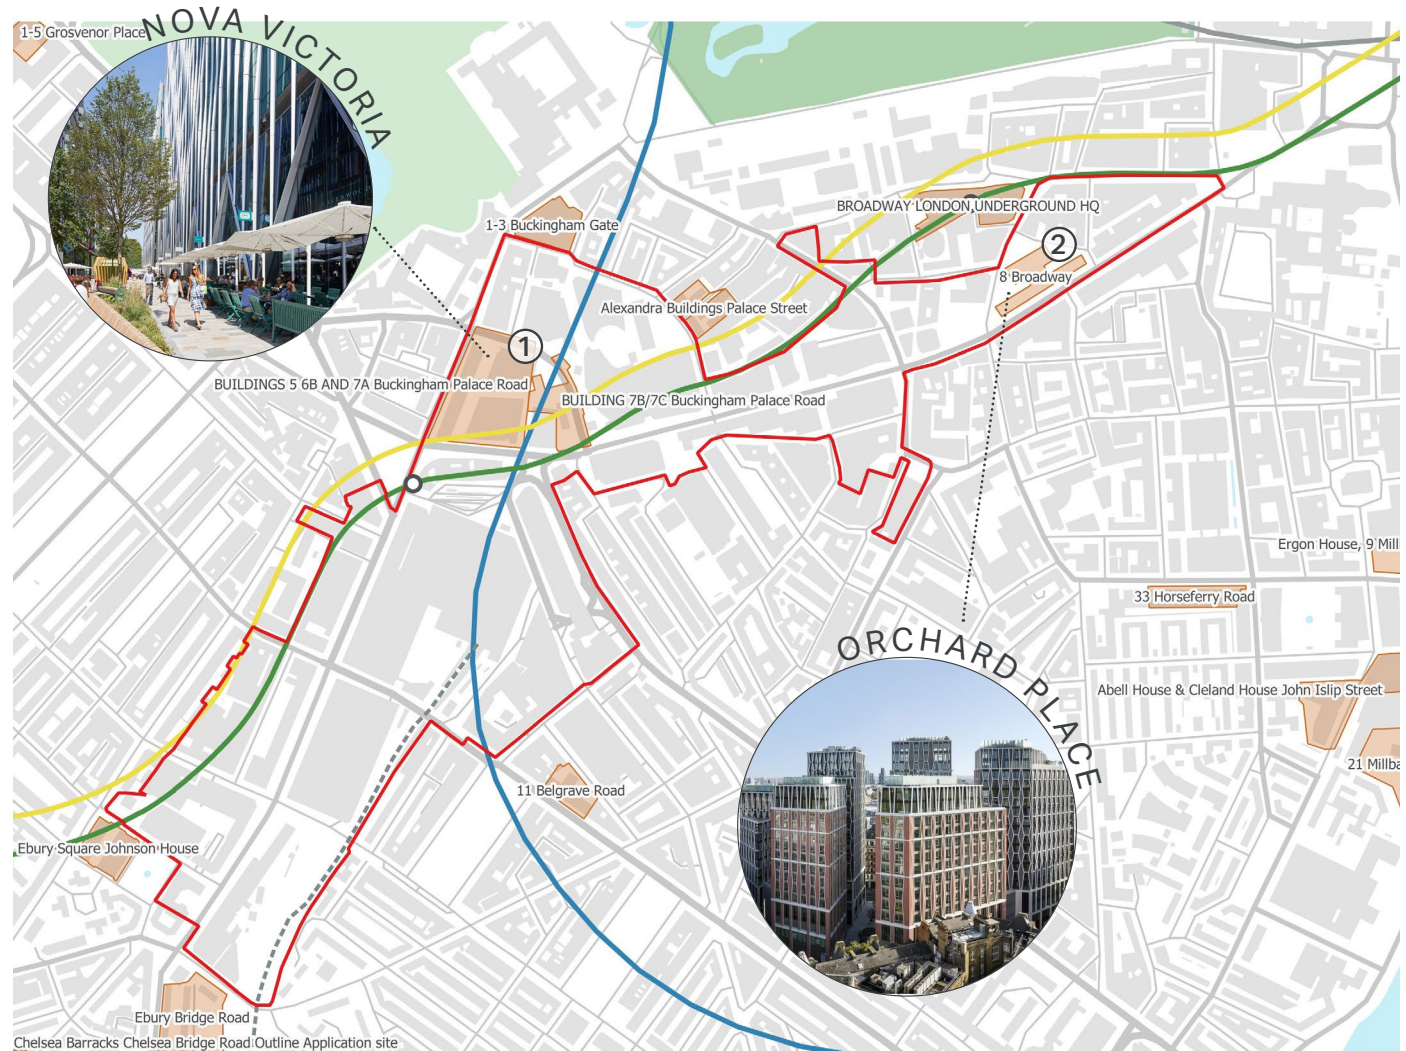 1-5 Grosvenor Place
NOVA VICTORIA
1-3 Buckingham Gate
BROADWAY LONDON UNDERGROUND HQ
2
8 Broadway
Alexandra Buildings Palace Street
1
BUILDINGS 5 6B AND 7A Buckingham Palace Road
BUILDING 7B/7C Buckingham Palace Road
Ergon House, 9 Mill
33 Horseferry Road
ORCHARD PLACE
Abell House & Cleland House John Islip Street
21 Millba
11 Belgrave Road
Ebury Square Johnson House
Ebury Bridge Road
Chelsea Barracks Chelsea Bridge Road Outline Application site